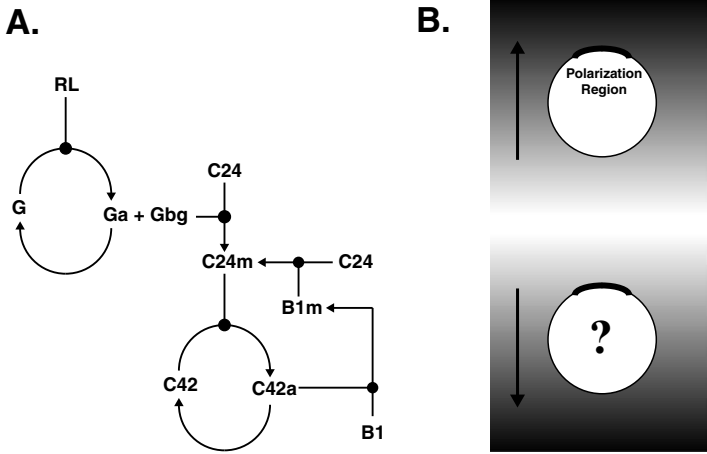 A.
B.
RL
G
Ga + Gbg
C24
C24m
C24
B1m
C42
C42a
B1
Polarization
Region
?